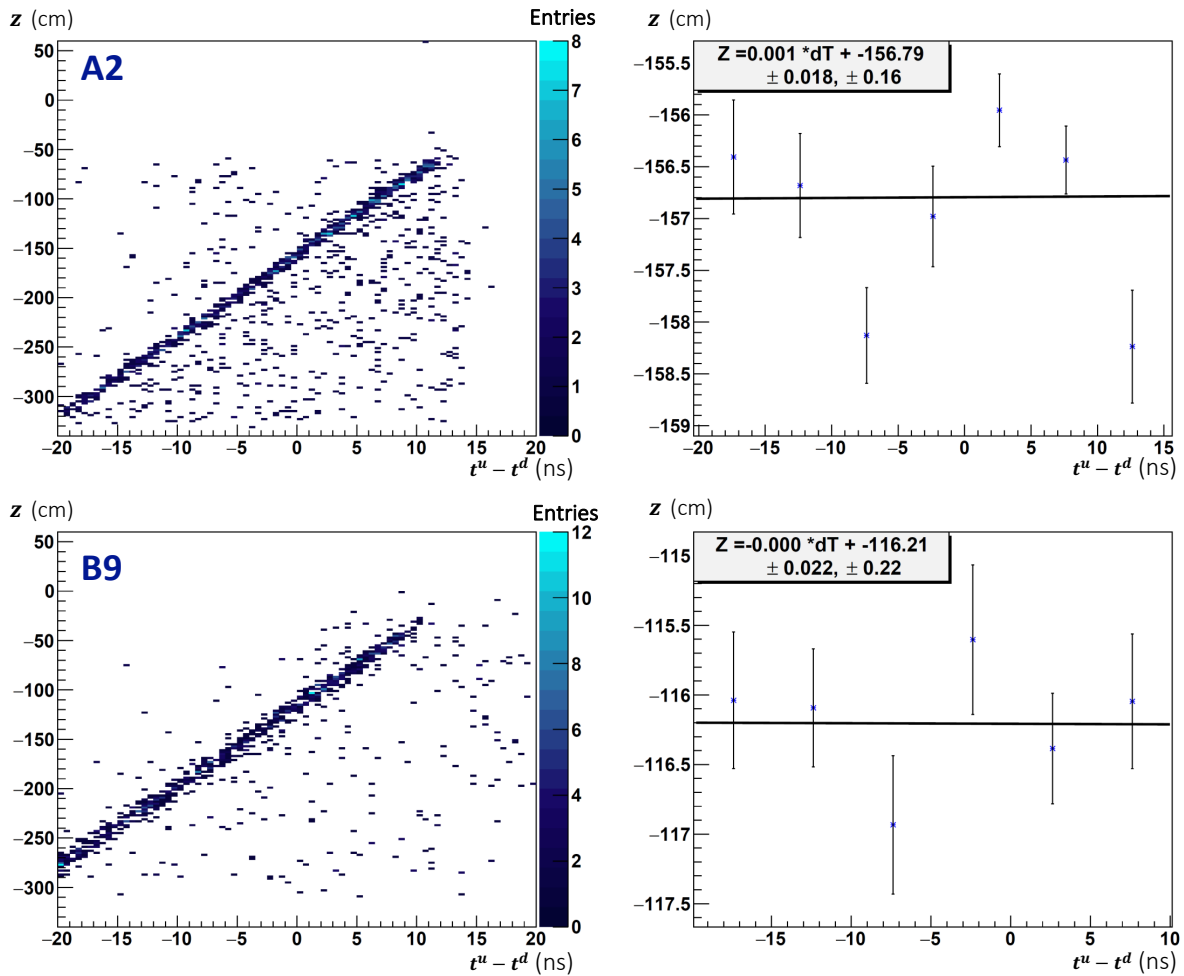 z (cm)
Entries
A2
50
0
−50
−100
−150
−200
−250
−300
−20 −15 −10 −5 0 5 10 15 20
8
7
6
5
4
3
2
1
0
t^u − t^d (ns)
z (cm)
Z =0.001 *dT + -156.79
± 0.018, ± 0.16
−155.5
−156
−156.5
−157
−157.5
−158
−158.5
−159
−20 −15 −10 −5 0 5 10 15
t^u − t^d (ns)
z (cm)
Entries
B9
50
0
−50
−100
−150
−200
−250
−300
−20 −15 −10 −5 0 5 10 15 20
12
10
8
6
4
2
0
t^u − t^d (ns)
z (cm)
Z =-0.000 *dT + -116.21
± 0.022, ± 0.22
−115
−115.5
−116
−116.5
−117
−117.5
−15 −10 −5 0 5 10
t^u − t^d (ns)